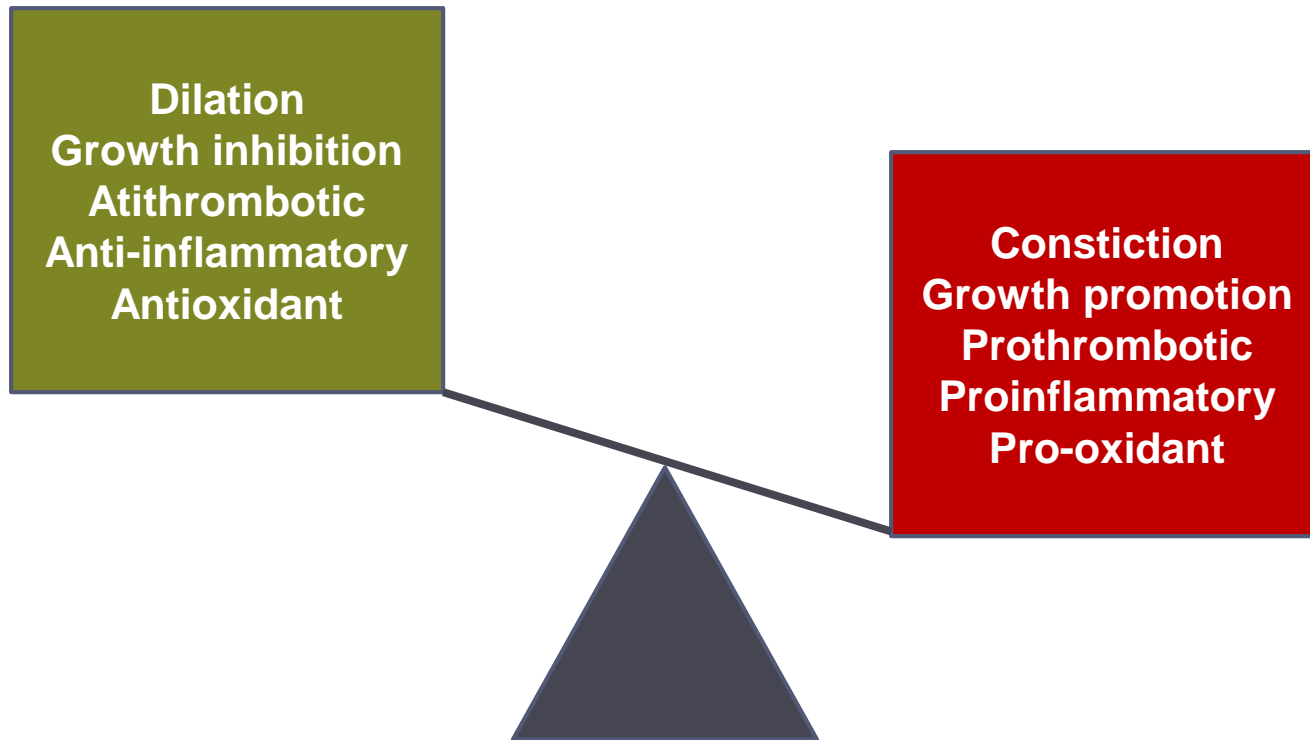 Dilation
Growth inhibition
Atithrombotic
Anti-inflammatory
Antioxidant
Constiction
Growth promotion
Prothrombotic
Proinflammatory
Pro-oxidant